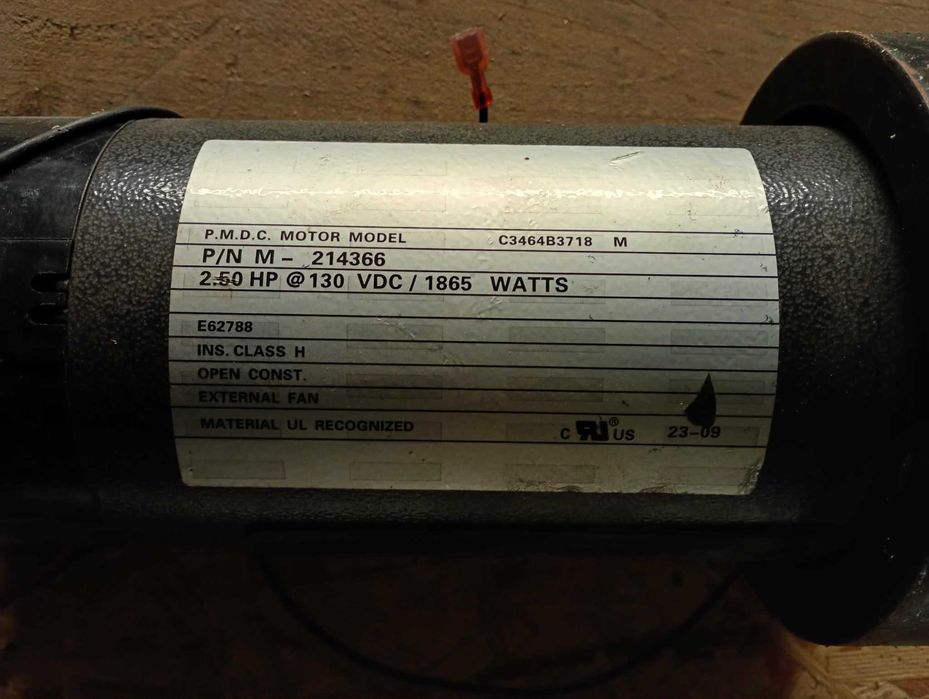 P.M.D.C. MOTOR MODEL C3464B3718 M
P/N M- 214366
2.50 HP @ 130 VDC / 1865 WATTS
E62788
INS. CLASS H
OPEN CONST.
EXTERNAL FAN
MATERIAL UL RECOGNIZED C RU® US 23-09